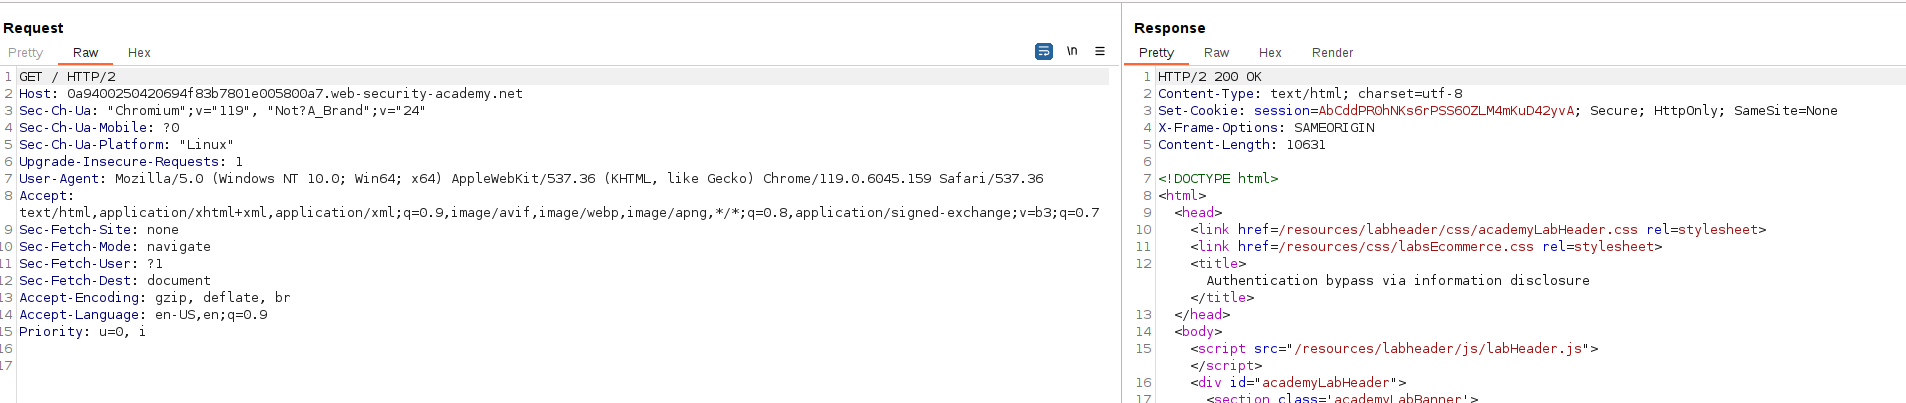 Request
Pretty Raw Hex
\n
1 GET / HTTP/2
2 Host: 0a9400250420694f83b7801e005800a7.web-security-academy.net
3 Sec-Ch-Ua: "Chromium";v="119", "Not?A_Brand";v="24"
4 Sec-Ch-Ua-Mobile: ?0
5 Sec-Ch-Ua-Platform: "Linux"
6 Upgrade-Insecure-Requests: 1
7 User-Agent: Mozilla/5.0 (Windows NT 10.0; Win64; x64) AppleWebKit/537.36 (KHTML, like Gecko) Chrome/119.0.6045.159 Safari/537.36
8 Accept:
text/html,application/xhtml+xml,application/xml;q=0.9,image/avif,image/webp,image/apng,*/*;q=0.8,application/signed-exchange;v=b3;q=0.7
9 Sec-Fetch-Site: none
10 Sec-Fetch-Mode: navigate
11 Sec-Fetch-User: ?1
12 Sec-Fetch-Dest: document
13 Accept-Encoding: gzip, deflate, br
14 Accept-Language: en-US,en;q=0.9
15 Priority: u=0, i
16
17
Response
Pretty Raw Hex Render
1 HTTP/2 200 OK
2 Content-Type: text/html; charset=utf-8
3 Set-Cookie: session=AbCddPR0hNKs6rPSS6OZLM4mKuD42yvA; Secure; HttpOnly; SameSite=None
4 X-Frame-Options: SAMEORIGIN
5 Content-Length: 10631
6
7 <!DOCTYPE html>
8 <html>
9 <head>
10 <link href=/resources/labheader/css/academyLabHeader.css rel=stylesheet>
11 <link href=/resources/css/labsEcommerce.css rel=stylesheet>
12 <title>
Authentication bypass via information disclosure
</title>
13 </head>
14 <body>
15 <script src="/resources/labheader/js/labHeader.js">
</script>
16 <div id="academyLabHeader">
17 <section class='academyLabBanner'>